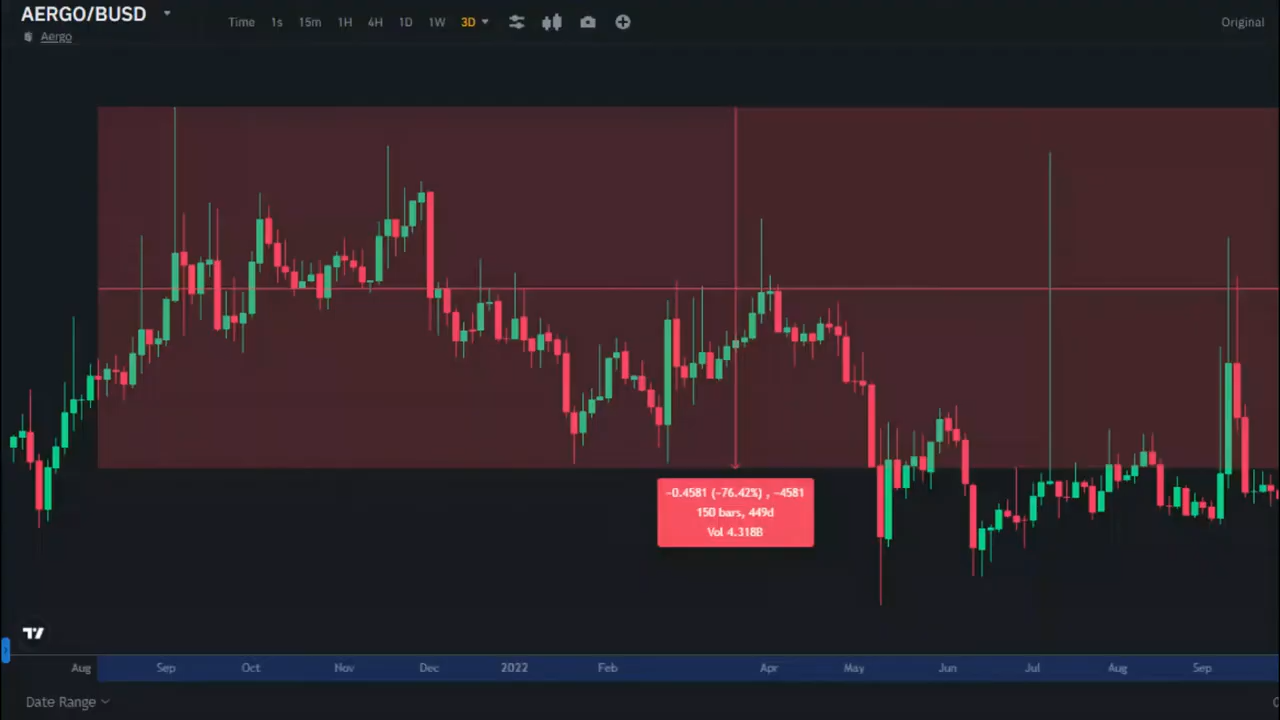 AERGO/BUSD
Aergo
Time 1s 15m 1H 4H 1D 1W 3D
Original
-0.4581 (-76.42%) , -4581
150 bars, 449d
Vol 4.318B
Aug Sep Oct Nov Dec 2022 Feb Apr May Jun Jul Aug Sep
Date Range